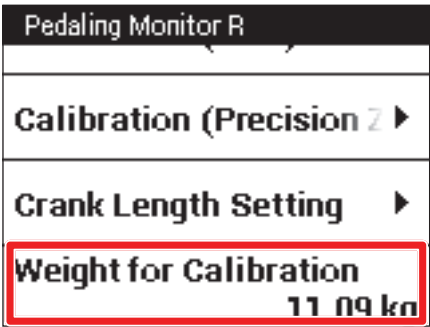 Pedaling Monitor R
Calibration (Precision Z
Crank Length Setting
Weight for Calibration
11.09 kg